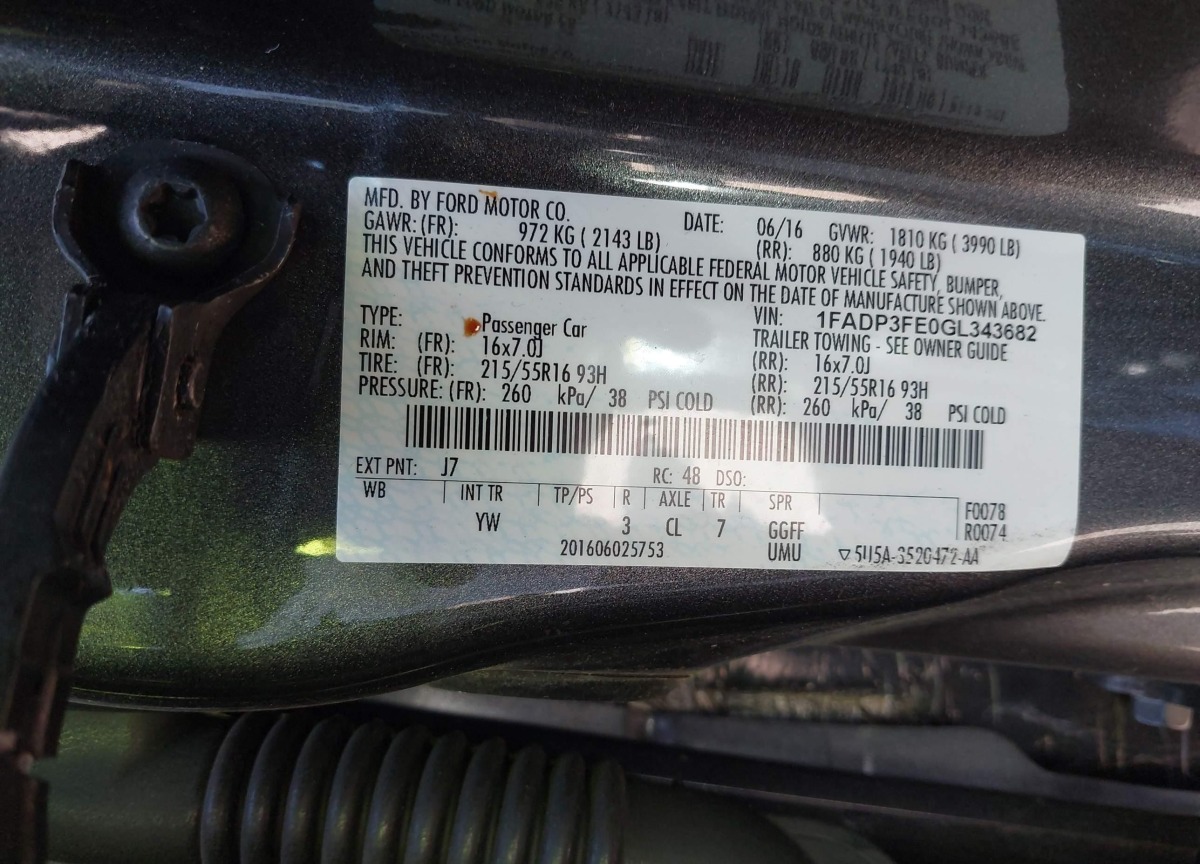 MFD. BY FORD MOTOR CO. DATE: 06/16 GVWR: 1810 KG ( 3990 LB)
GAWR: (FR): 972 KG ( 2143 LB) (RR): 880 KG ( 1940 LB)
THIS VEHICLE CONFORMS TO ALL APPLICABLE FEDERAL MOTOR VEHICLE SAFETY, BUMPER,
AND THEFT PREVENTION STANDARDS IN EFFECT ON THE DATE OF MANUFACTURE SHOWN ABOVE.
VIN: 1FADP3FE0GL343682
TYPE: Passenger Car TRAILER TOWING - SEE OWNER GUIDE
RIM: (FR): 16x7.0J (RR): 16x7.0J
TIRE: (FR): 215/55R16 93H (RR): 215/55R16 93H
PRESSURE: (FR): 260 kPa/ 38 PSI COLD (RR): 260 kPa/ 38 PSI COLD
EXT PNT: J7 RC: 48 DSO:
WB INT TR TP/PS R AXLE TR SPR F0078
YW 3 CL 7 GGFF R0074
201606025753 UMU ▽ 5U5A-3520472-AA